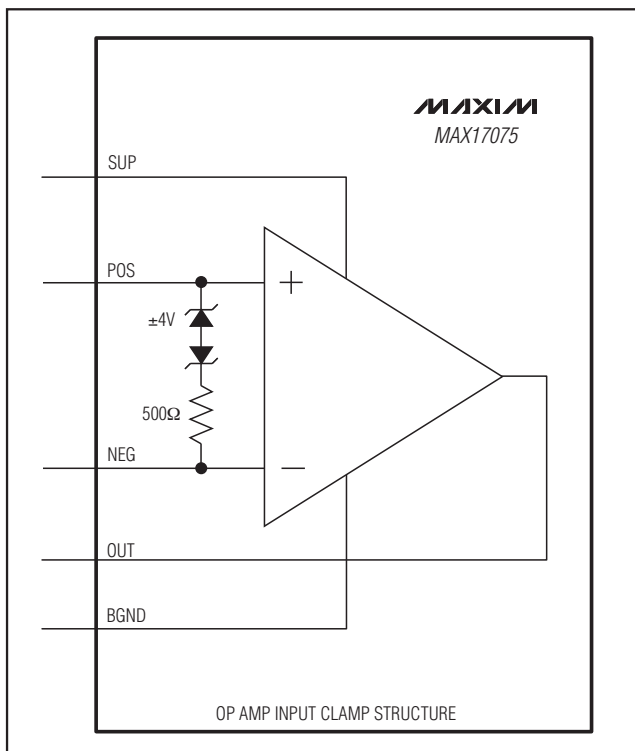 MAXIM
MAX17075
SUP
POS
+
±4V
500Ω
NEG
−
OUT
BGND
OP AMP INPUT CLAMP STRUCTURE